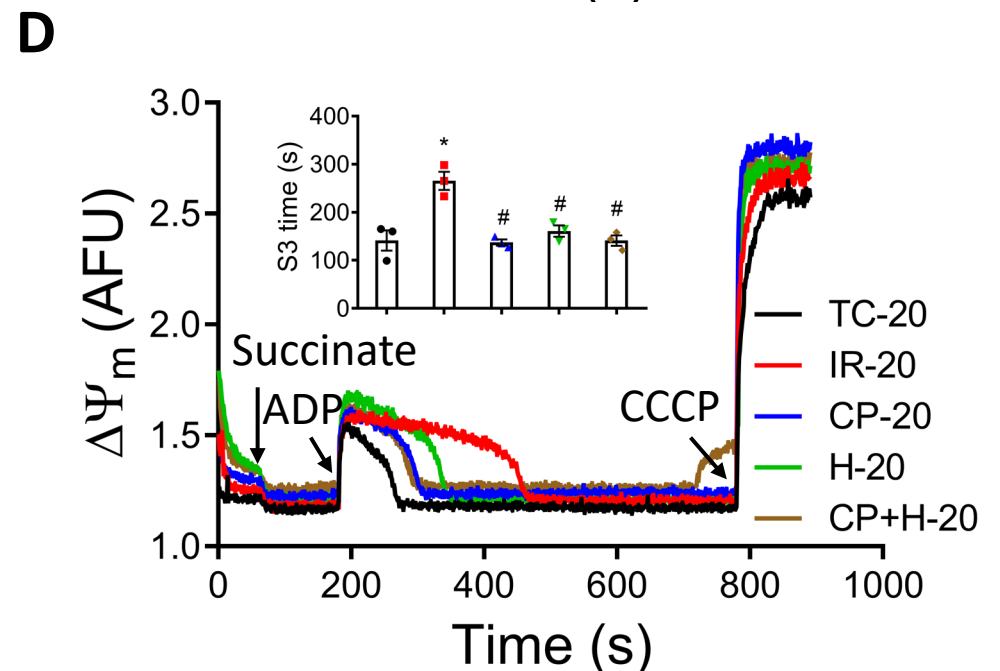 D
ΔΨm (AFU)
3.0
2.5
2.0
1.5
1.0
S3 time (s)
400
300
200
100
0
*
#
#
#
Succinate
ADP
CCCP
TC-20
IR-20
CP-20
H-20
CP+H-20
0 200 400 600 800 1000
Time (s)